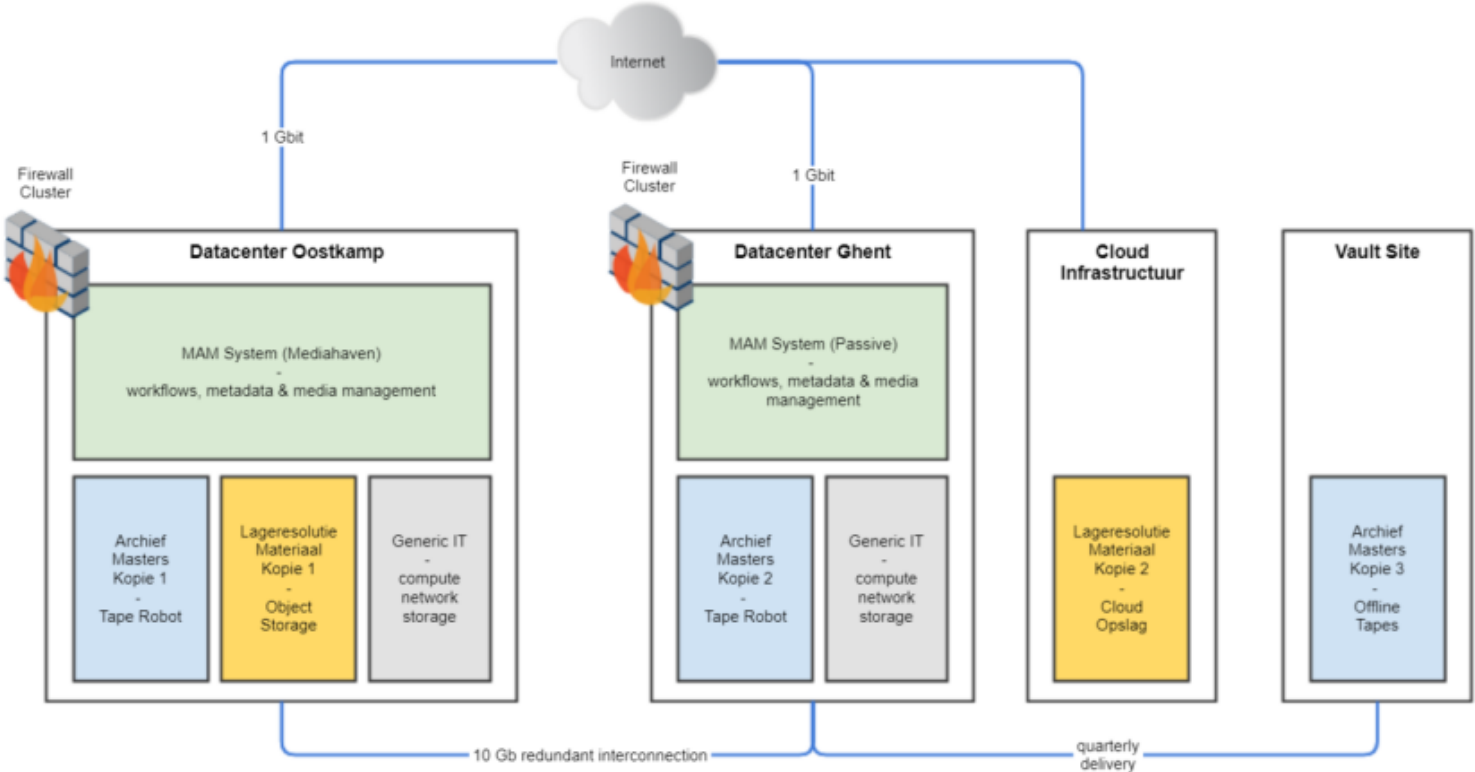 Internet
1 Gbit
Firewall
Cluster
Firewall
Cluster
1 Gbit
Datacenter Oostkamp
MAM System (Mediahaven)
-
workflows, metadata & media management
Archief
Masters
Kopie 1
-
Tape Robot
Lageresolutie
Materiaal
Kopie 1
-
Object
Storage
Generic IT
-
compute
network
storage
Datacenter Ghent
MAM System (Passive)
-
workflows, metadata & media
management
Archief
Masters
Kopie 2
-
Tape Robot
Generic IT
-
compute
network
storage
Cloud
Infrastructuur
Lageresolutie
Materiaal
Kopie 2
-
Cloud
Opslag
Vault Site
Archief
Masters
Kopie 3
-
Offline
Tapes
10 Gb redundant interconnection
quarterly
delivery